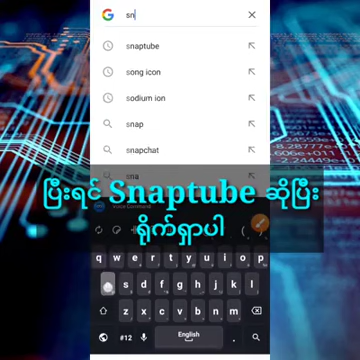 sn
snaptube
song icon
sodium ion
snap
snapchat
sna
ပြီးရင် Snaptube ဆိုပြီး
ရိုက်ရှာပါ
q w e r t y u i o p
s d f g h j k l
z x c v b n m
#12 English .